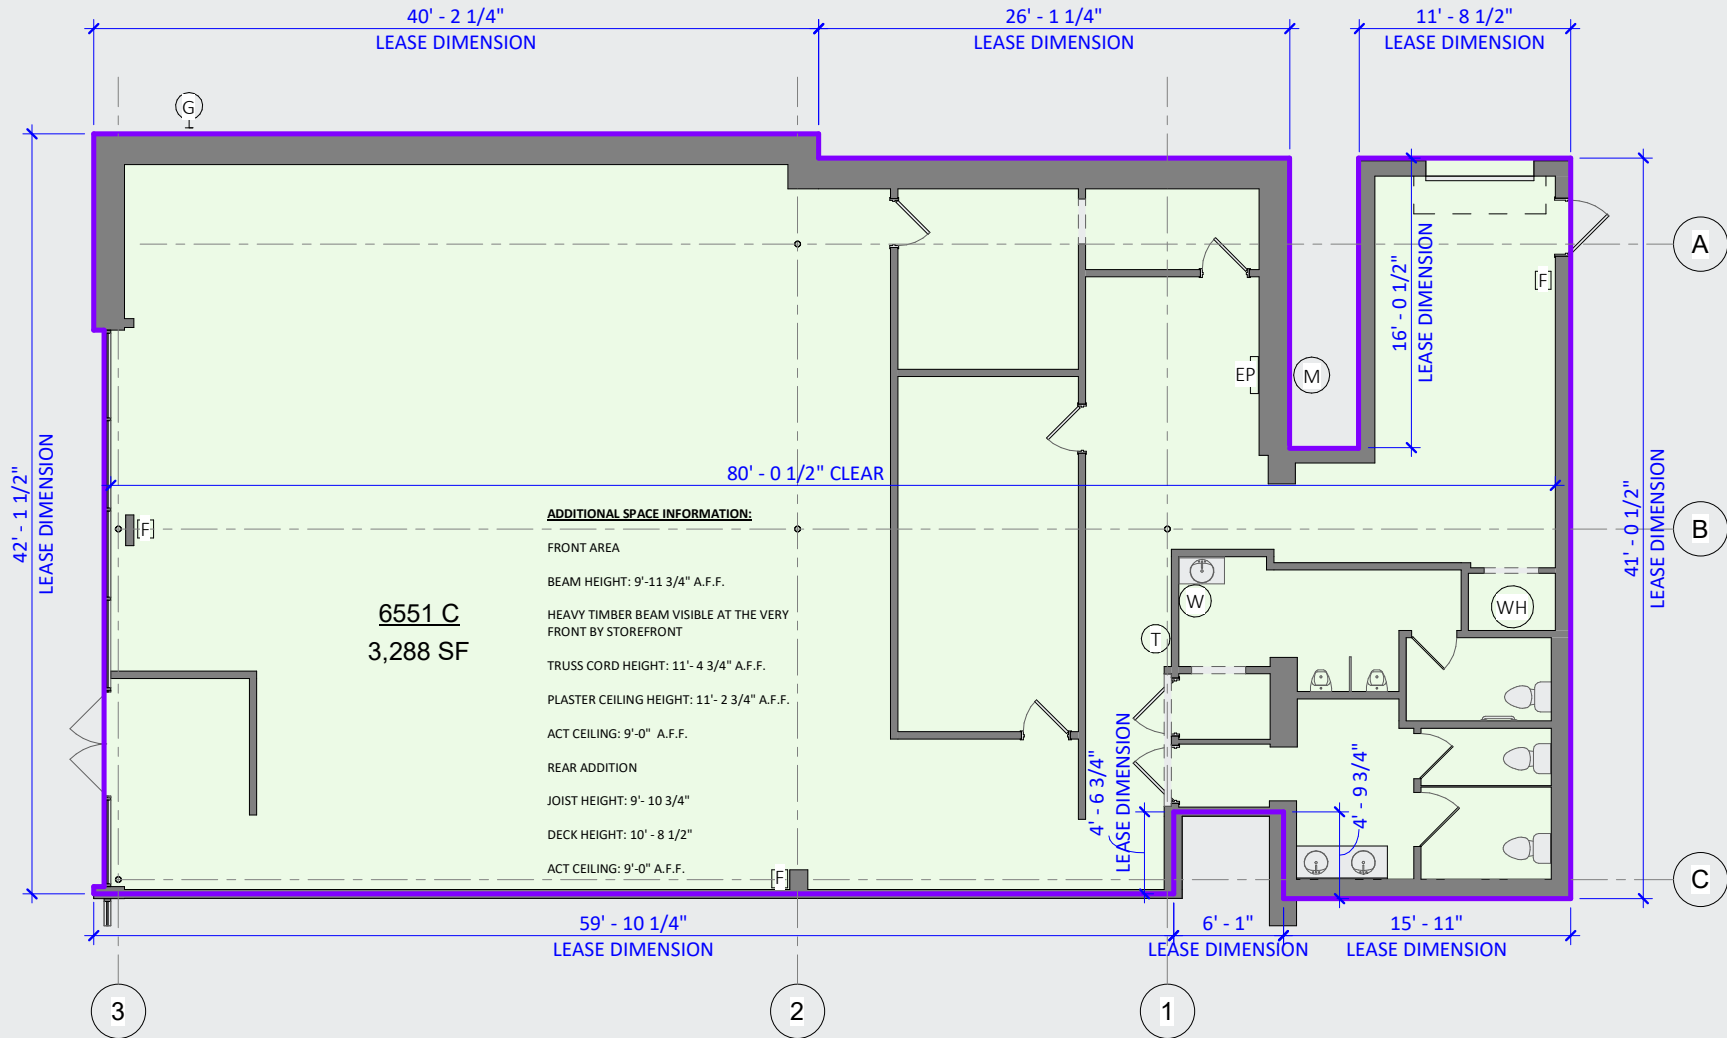 40' - 2 1/4"
LEASE DIMENSION
26' - 1 1/4"
LEASE DIMENSION
11' - 8 1/2"
LEASE DIMENSION
G
A
[F]
16' - 0 1/2"
LEASE DIMENSION
EP
M
42' - 1 1/2"
LEASE DIMENSION
80' - 0 1/2" CLEAR
41' - 0 1/2"
LEASE DIMENSION
B
[F]
ADDITIONAL SPACE INFORMATION:
FRONT AREA
BEAM HEIGHT: 9'-11 3/4" A.F.F.
HEAVY TIMBER BEAM VISIBLE AT THE VERY
FRONT BY STOREFRONT
TRUSS CORD HEIGHT: 11'- 4 3/4" A.F.F.
PLASTER CEILING HEIGHT: 11'- 2 3/4" A.F.F.
ACT CEILING: 9'-0" A.F.F.
REAR ADDITION
JOIST HEIGHT: 9'- 10 3/4"
DECK HEIGHT: 10' - 8 1/2"
ACT CEILING: 9'-0" A.F.F.
6551 C
3,288 SF
W
WH
T
4' - 6 3/4"
LEASE DIMENSION
4' - 9 3/4"
[F]
C
59' - 10 1/4"
LEASE DIMENSION
6' - 1"
LEASE DIMENSION
15' - 11"
LEASE DIMENSION
3
2
1